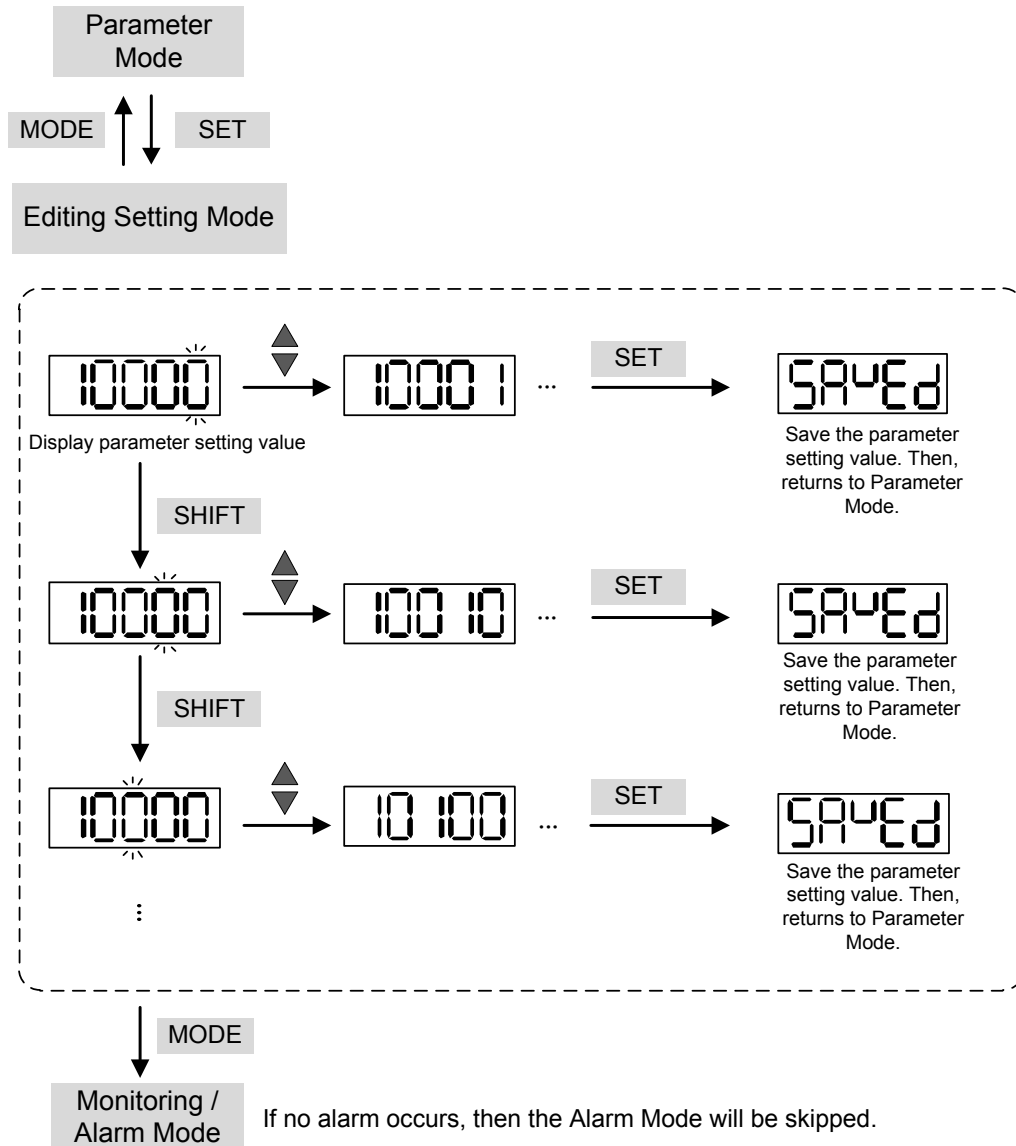 Parameter
Mode
MODE
SET
Editing Setting Mode
10000
10001
...
SET
SAVEd
Display parameter setting value
Save the parameter
setting value. Then,
returns to Parameter
Mode.
SHIFT
10000
10010
...
SET
SAVEd
Save the parameter
setting value. Then,
returns to Parameter
Mode.
SHIFT
10000
10100
...
SET
SAVEd
Save the parameter
setting value. Then,
returns to Parameter
Mode.
...
MODE
Monitoring /
Alarm Mode
If no alarm occurs, then the Alarm Mode will be skipped.